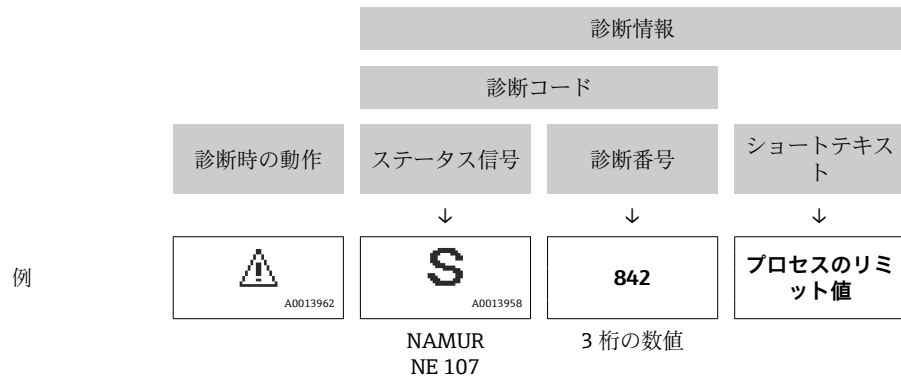 診断情報
診断コード
診断時の動作
ステータス信号
診断番号
ショートテキス
ト
↓
↓
↓
例
A0013962
S
A0013958
842
プロセスのリミ
ット値
NAMUR
NE 107
3 桁の数値